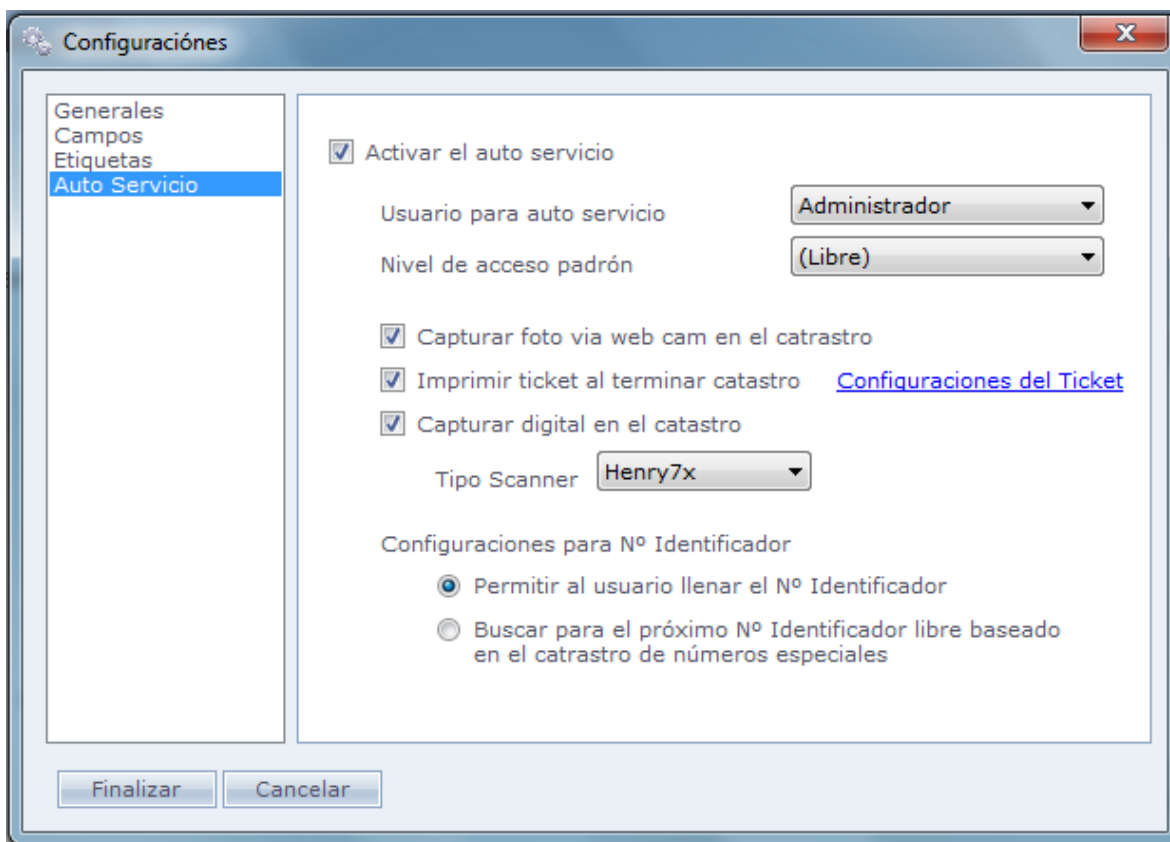 Configuraciónes
Generales
Campos
Etiquetas
Auto Servicio
Activar el auto servicio
Usuario para auto servicio Administrador
Nivel de acceso padrón (Libre)
Capturar foto via web cam en el catrastro
Imprimir ticket al terminar catastro Configuraciones del Ticket
Capturar digital en el catastro
Tipo Scanner Henry7x
Configuraciones para Nº Identificador
Permitir al usuario llenar el Nº Identificador
Buscar para el próximo Nº Identificador libre baseado
en el catrastro de números especiales
Finalizar Cancelar